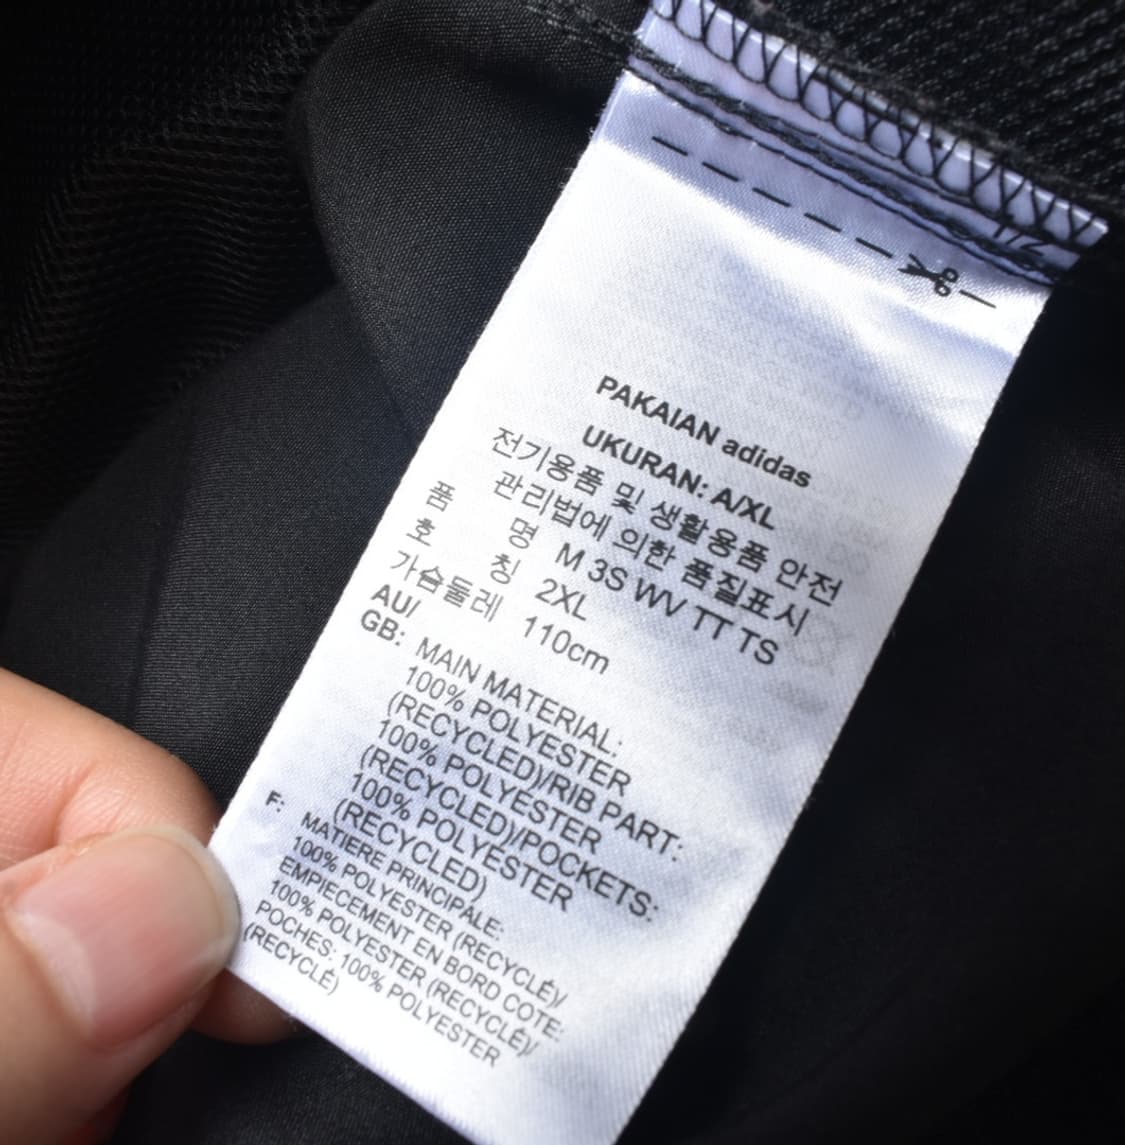 1/2
PAKAIAN adidas
UKURAN: A/XL
전기용품 및 생활용품 안전
관리법에 의한 품질표시
품 명 M 3S WV TT TS
호 칭 2XL
가슴둘레 110cm
AU/
GB: MAIN MATERIAL:
100% POLYESTER
(RECYCLED)/RIB PART:
100% POLYESTER
(RECYCLED)/POCKETS:
100% POLYESTER
(RECYCLED)
F: MATIERE PRINCIPALE:
100% POLYESTER (RECYCLÉ)/
EMPIECEMENT EN BORD COTE:
100% POLYESTER (RECYCLÉ)/
POCHES: 100% POLYESTER
(RECYCLÉ)